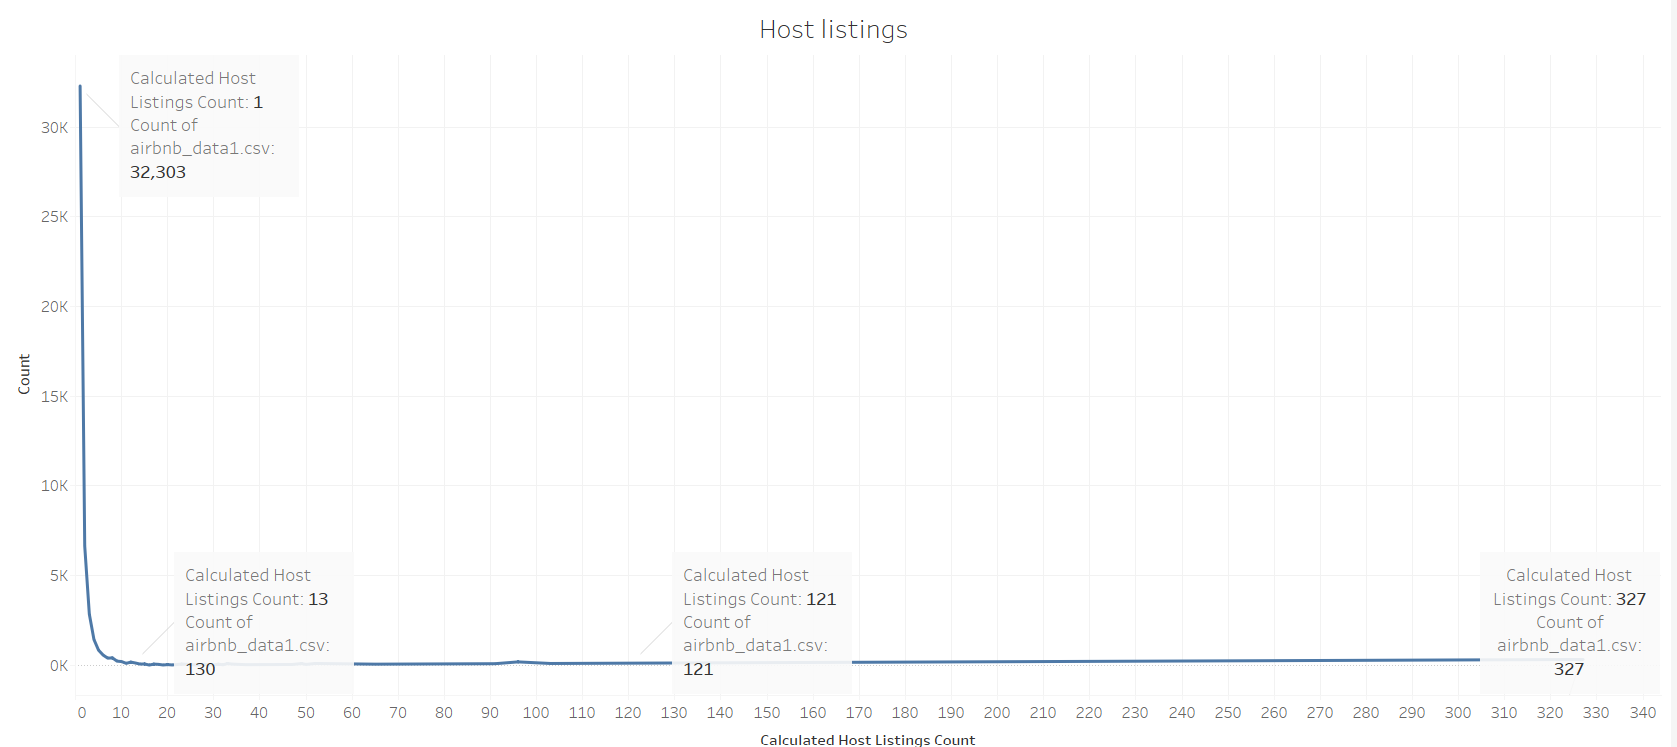 Host listings
Calculated Host
Listings Count: 1
Count of
airbnb_data1.csv:
32,303
30K
25K
20K
15K
10K
5K
0K
Count
Calculated Host
Listings Count: 13
Count of
airbnb_data1.csv:
130
Calculated Host
Listings Count: 121
Count of
airbnb_data1.csv:
121
Calculated Host
Listings Count: 327
Count of
airbnb_data1.csv:
327
0 10 20 30 40 50 60 70 80 90 100 110 120 130 140 150 160 170 180 190 200 210 220 230 240 250 260 270 280 290 300 310 320 330 340
Calculated Host Listings Count